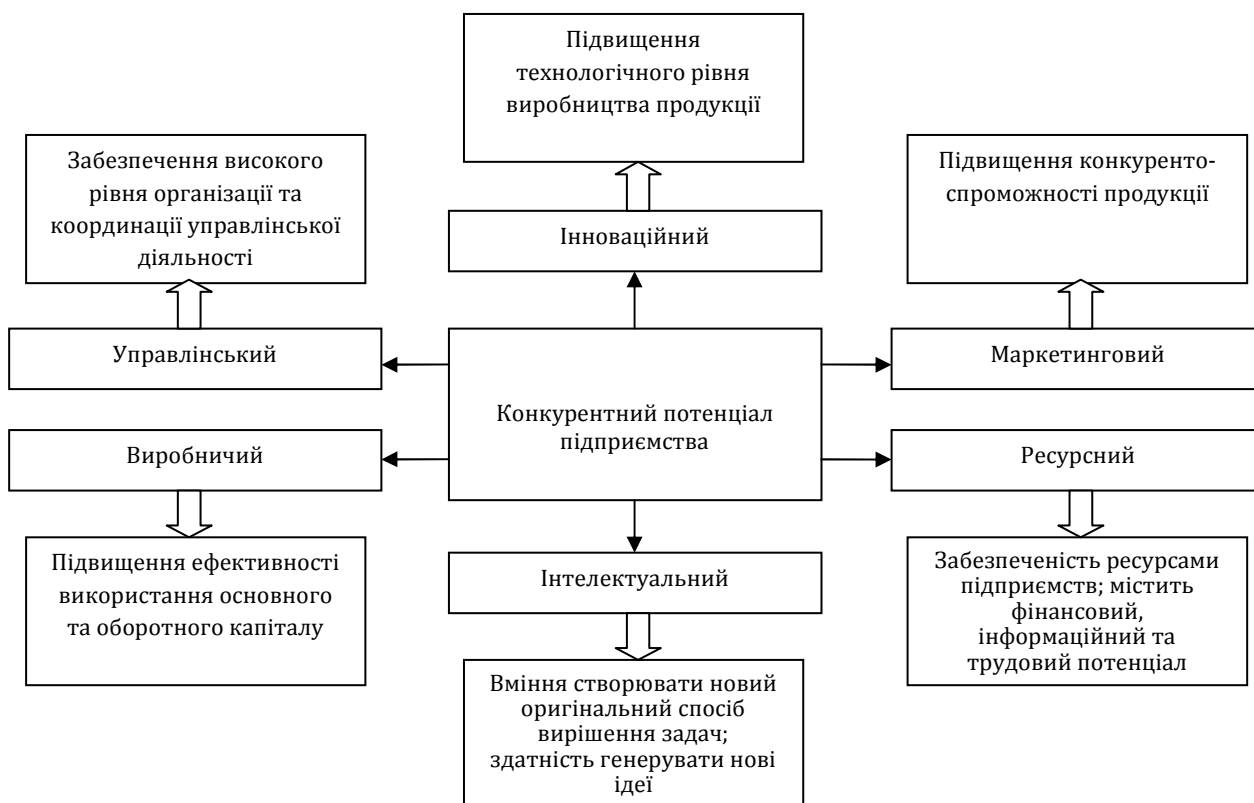 Підвищення
технологічного рівня
виробництва продукції
Забезпечення високого
рівня організації та
координації управлінської
діяльності
Підвищення конкуренто-
спроможності продукції
Інноваційний
Управлінський
Маркетинговий
Конкурентний потенціал
підприємства
Виробничий
Ресурсний
Інтелектуальний
Підвищення ефективності
використання основного
та оборотного капіталу
Забезпеченість ресурсами
підприємств; містить
фінансовий,
інформаційний та
трудовий потенціал
Вміння створювати новий
оригінальний спосіб
вирішення задач;
здатність генерувати нові
ідеї